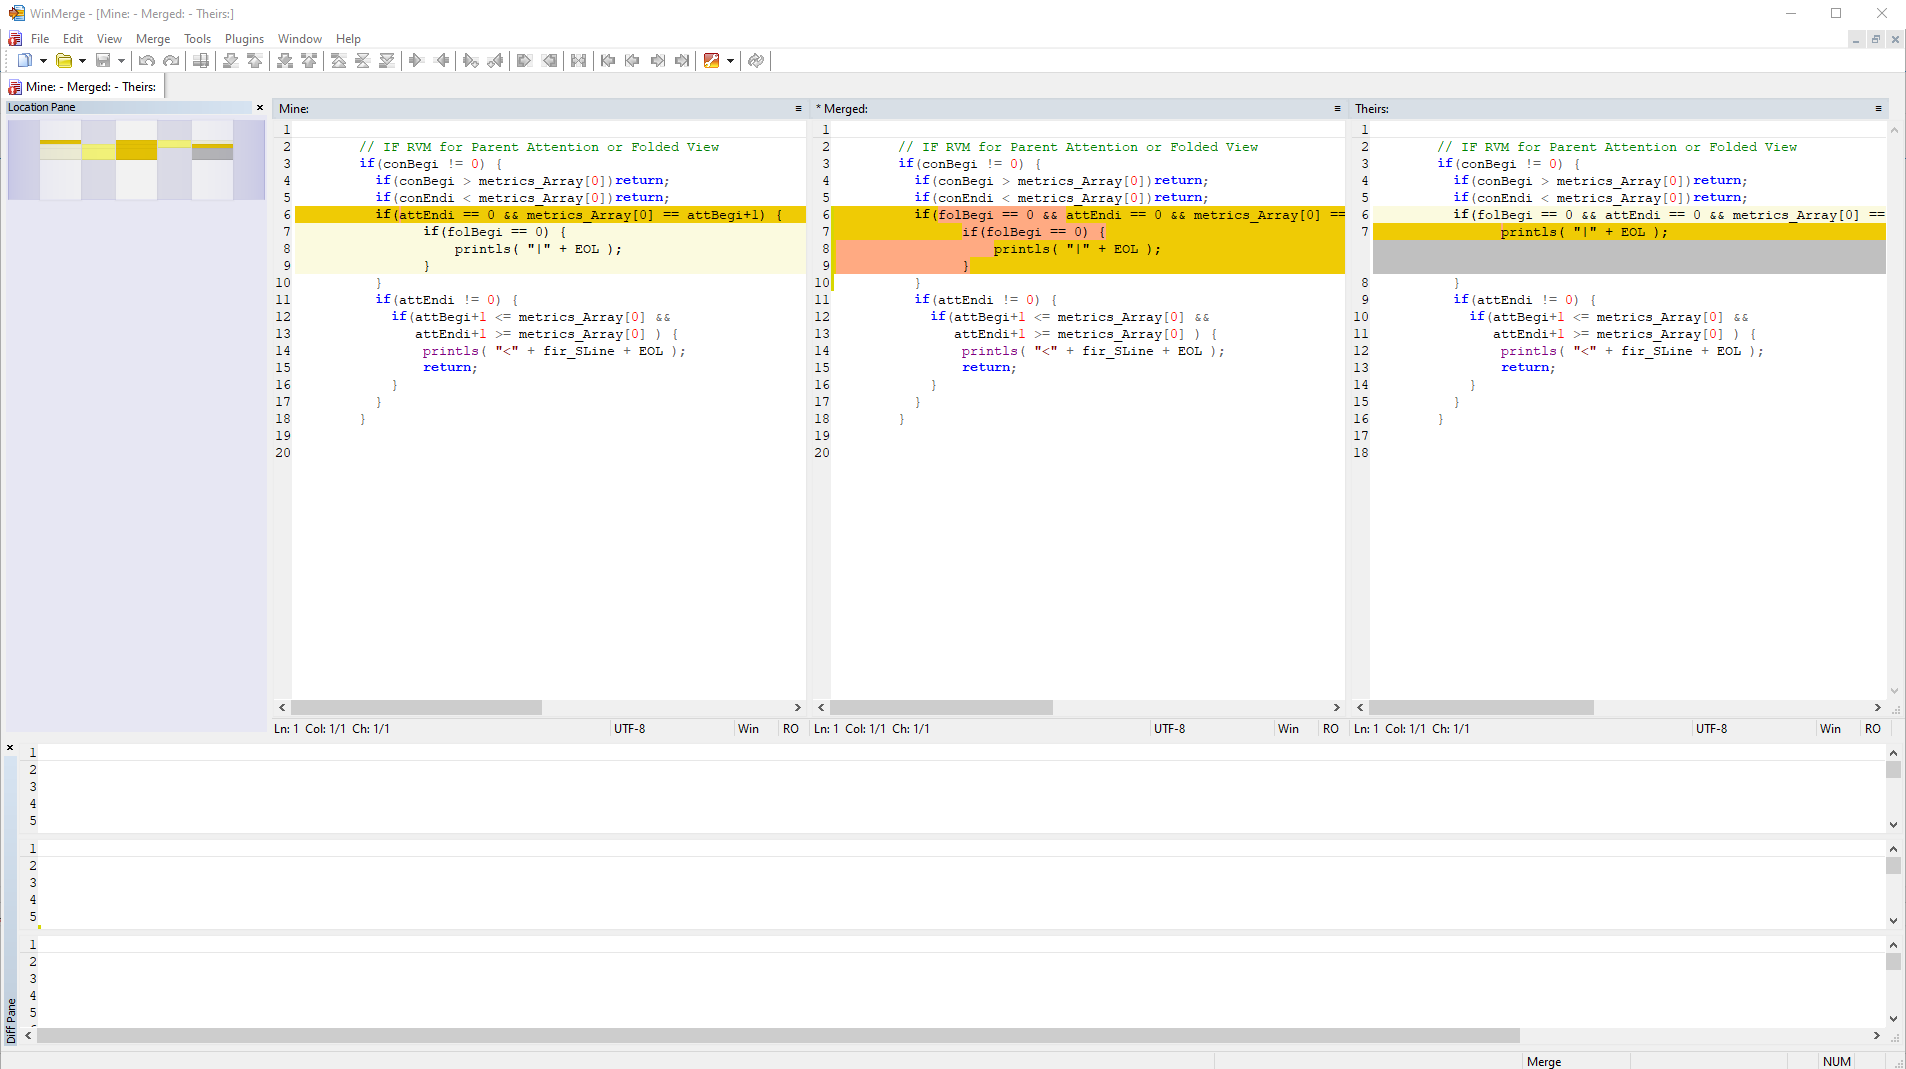 WinMerge - [Mine: - Merged: - Theirs:]
File Edit View Merge Tools Plugins Window Help
Mine: - Merged: - Theirs:
Location Pane
Mine:
1
2 // IF RVM for Parent Attention or Folded View
3 if(conBegi != 0) {
4 if(conBegi > metrics_Array[0])return;
5 if(conEndi < metrics_Array[0])return;
6 if(attEndi == 0 && metrics_Array[0] == attBegi+1) {
7 if(folBegi == 0) {
8 printls( "|" + EOL );
9 }
10 }
11 if(attEndi != 0) {
12 if(attBegi+1 <= metrics_Array[0] &&
13 attEndi+1 >= metrics_Array[0] ) {
14 printls( "<" + fir_SLine + EOL );
15 return;
16 }
17 }
18 }
19
20
Ln: 1 Col: 1/1 Ch: 1/1 UTF-8 Win RO
* Merged:
1
2 // IF RVM for Parent Attention or Folded View
3 if(conBegi != 0) {
4 if(conBegi > metrics_Array[0])return;
5 if(conEndi < metrics_Array[0])return;
6 if(folBegi == 0 && attEndi == 0 && metrics_Array[0] ==
7 if(folBegi == 0) {
8 printls( "|" + EOL );
9 }
10 }
11 if(attEndi != 0) {
12 if(attBegi+1 <= metrics_Array[0] &&
13 attEndi+1 >= metrics_Array[0] ) {
14 printls( "<" + fir_SLine + EOL );
15 return;
16 }
17 }
18 }
19
20
Ln: 1 Col: 1/1 Ch: 1/1 UTF-8 Win RO
Theirs:
1
2 // IF RVM for Parent Attention or Folded View
3 if(conBegi != 0) {
4 if(conBegi > metrics_Array[0])return;
5 if(conEndi < metrics_Array[0])return;
6 if(folBegi == 0 && attEndi == 0 && metrics_Array[0] ==
7 printls( "|" + EOL );
8 }
9 if(attEndi != 0) {
10 if(attBegi+1 <= metrics_Array[0] &&
11 attEndi+1 >= metrics_Array[0] ) {
12 printls( "<" + fir_SLine + EOL );
13 return;
14 }
15 }
16 }
17
18
Ln: 1 Col: 1/1 Ch: 1/1 UTF-8 Win RO
Diff Pane
1
2
3
4
5
1
2
3
4
5
1
2
3
4
5
Merge NUM